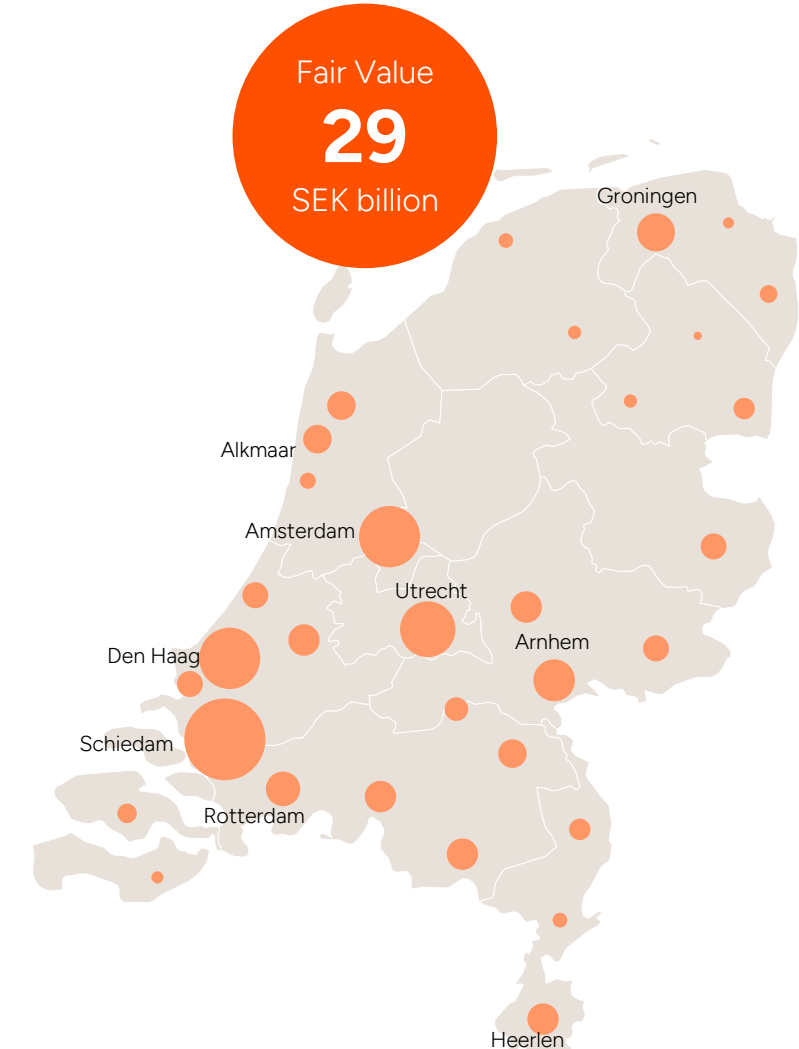 Fair Value
29
SEK billion
Groningen
Alkmaar
Amsterdam
Utrecht
Arnhem
Den Haag
Schiedam
Rotterdam
Heerlen